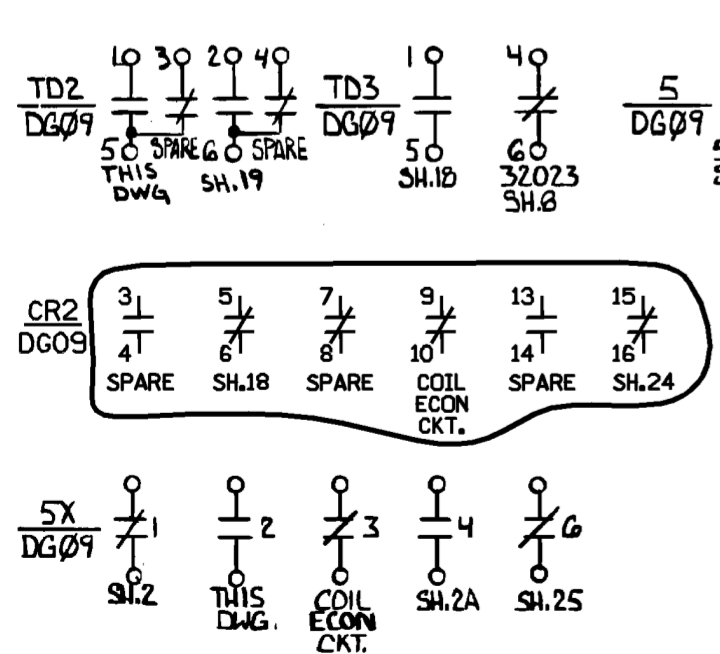 1 3 2 4 1 4
TD2 TD3 5
DGØ9 DGØ9 DGØ9
5 SPARE 6 SPARE 5 6
THIS SH.19 SH.18 32023
DWG SH.8
3 5 7 9 13 15
CR2
DG09
4 6 8 10 14 16
SPARE SH.18 SPARE COIL SPARE SH.24
ECON
CKT.
5X 1 2 3 4 6
DGØ9
SH.2 THIS COIL SH.2A SH.25
DWG. ECON
CKT.